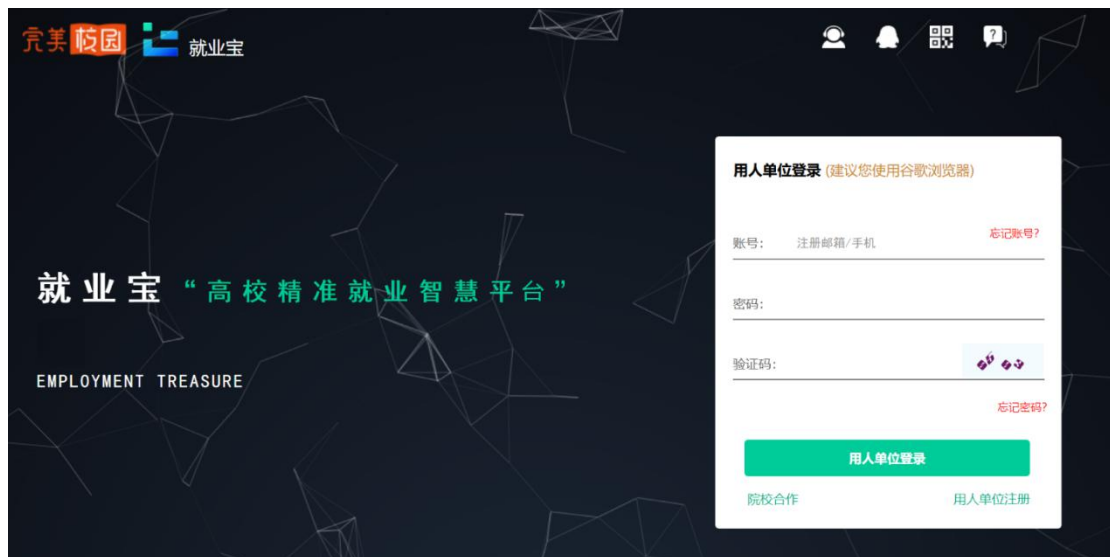 完美校园
就业宝
用人单位登录 (建议您使用谷歌浏览器)
账号： 注册邮箱/手机 忘记账号?
密码：
验证码：
忘记密码?
用人单位登录
院校合作 用人单位注册
就业宝 “高校精准就业智慧平台”
EMPLOYMENT TREASURE